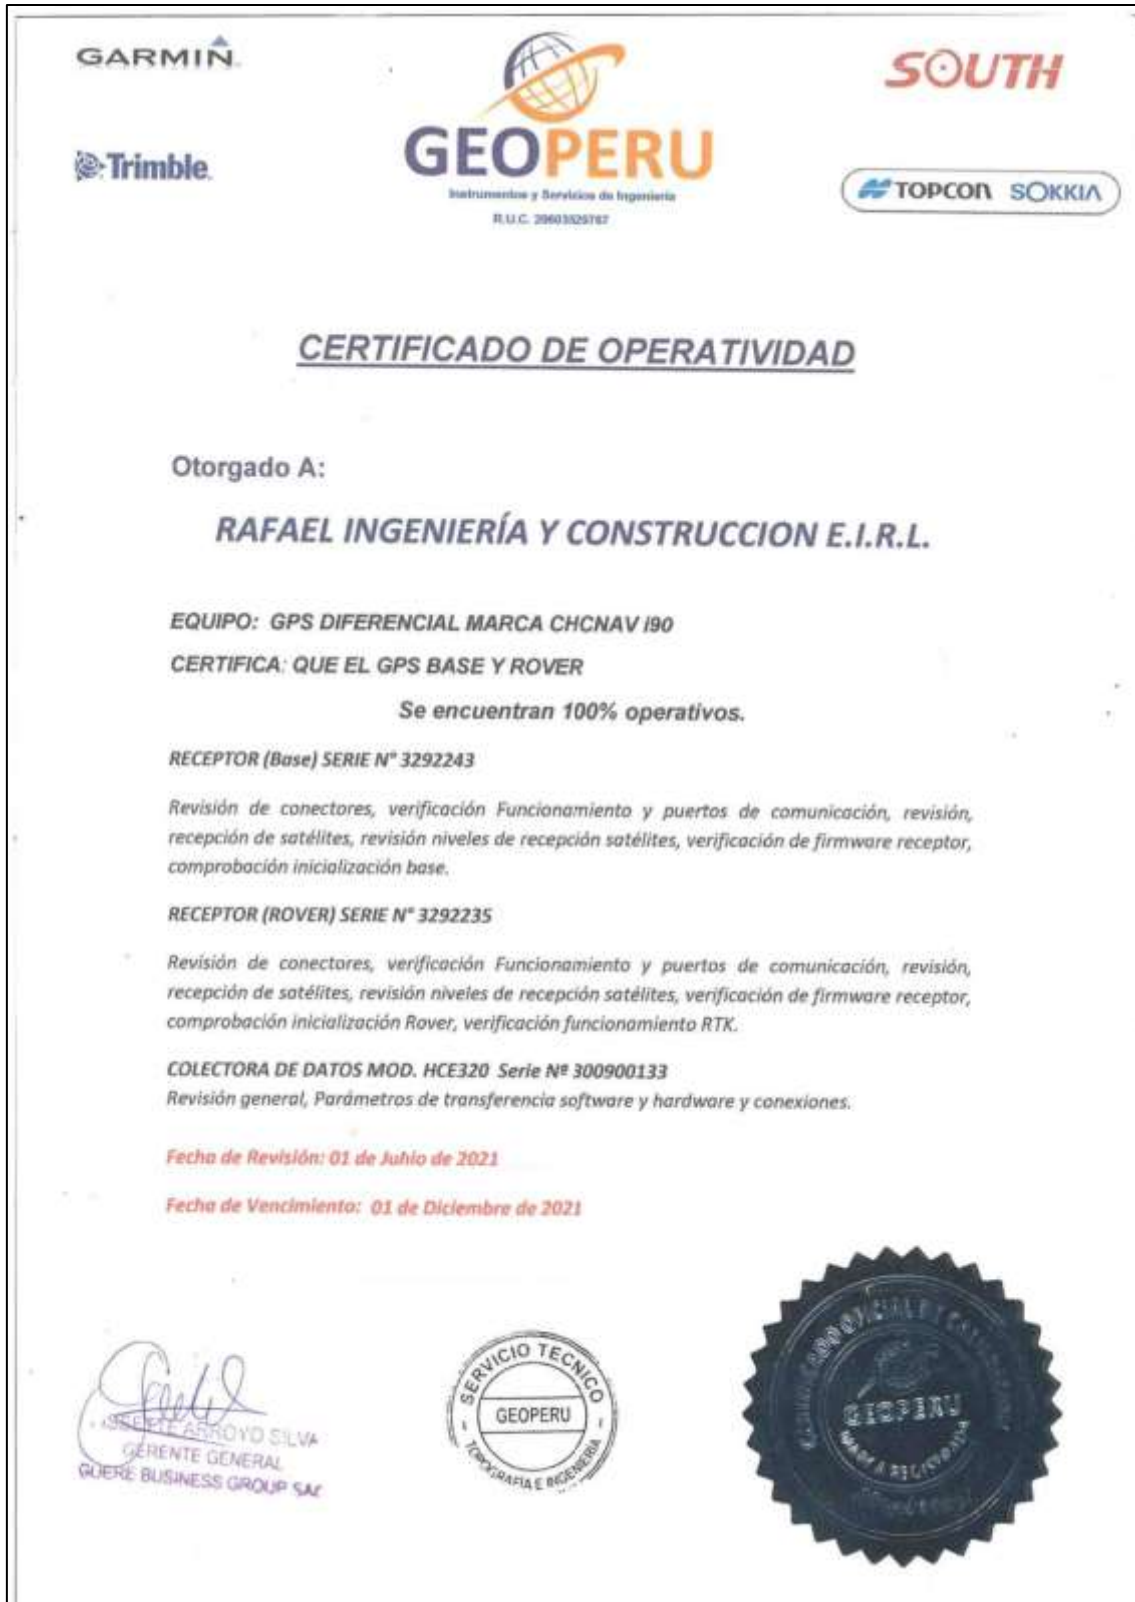 GARMIN
SOUTH
GEOPERU
Trimble
Instrumentos y Servicios de Ingeniería
TOPCON SOKKIA
R.U.C.
CERTIFICADO DE OPERATIVIDAD
Otorgado A:
RAFAEL INGENIERÍA Y CONSTRUCCION E.I.R.L.
EQUIPO: GPS DIFERENCIAL MARCA CHCNAV I90
CERTIFICA: QUE EL GPS BASE Y ROVER
Se encuentran 100% operativos.
RECEPTOR (Base) SERIE N° 3292243
Revisión de conectores, verificación Funcionamiento y puertos de comunicación, revisión,
recepción de satélites, revisión niveles de recepción satélites, verificación de firmware receptor,
comprobación inicialización base.
RECEPTOR (ROVER) SERIE N° 3292235
Revisión de conectores, verificación Funcionamiento y puertos de comunicación, revisión,
recepción de satélites, revisión niveles de recepción satélites, verificación de firmware receptor,
comprobación inicialización Rover, verificación funcionamiento RTK.
COLECTORA DE DATOS MOD. HCE320 Serie Nº 300900133
Revisión general, Parámetros de transferencia software y hardware y conexiones.
Fecha de Revisión: 01 de Junio de 2021
Fecha de Vencimiento: 01 de Diciembre de 2021
ARROYO SILVA
GERENTE GENERAL
GUERE BUSINESS GROUP SAC
SERVICIO TECNICO
GEOPERU
TOPOGRAFIA E INGENIERIA
GEOPERU
MARCA REGISTRADA